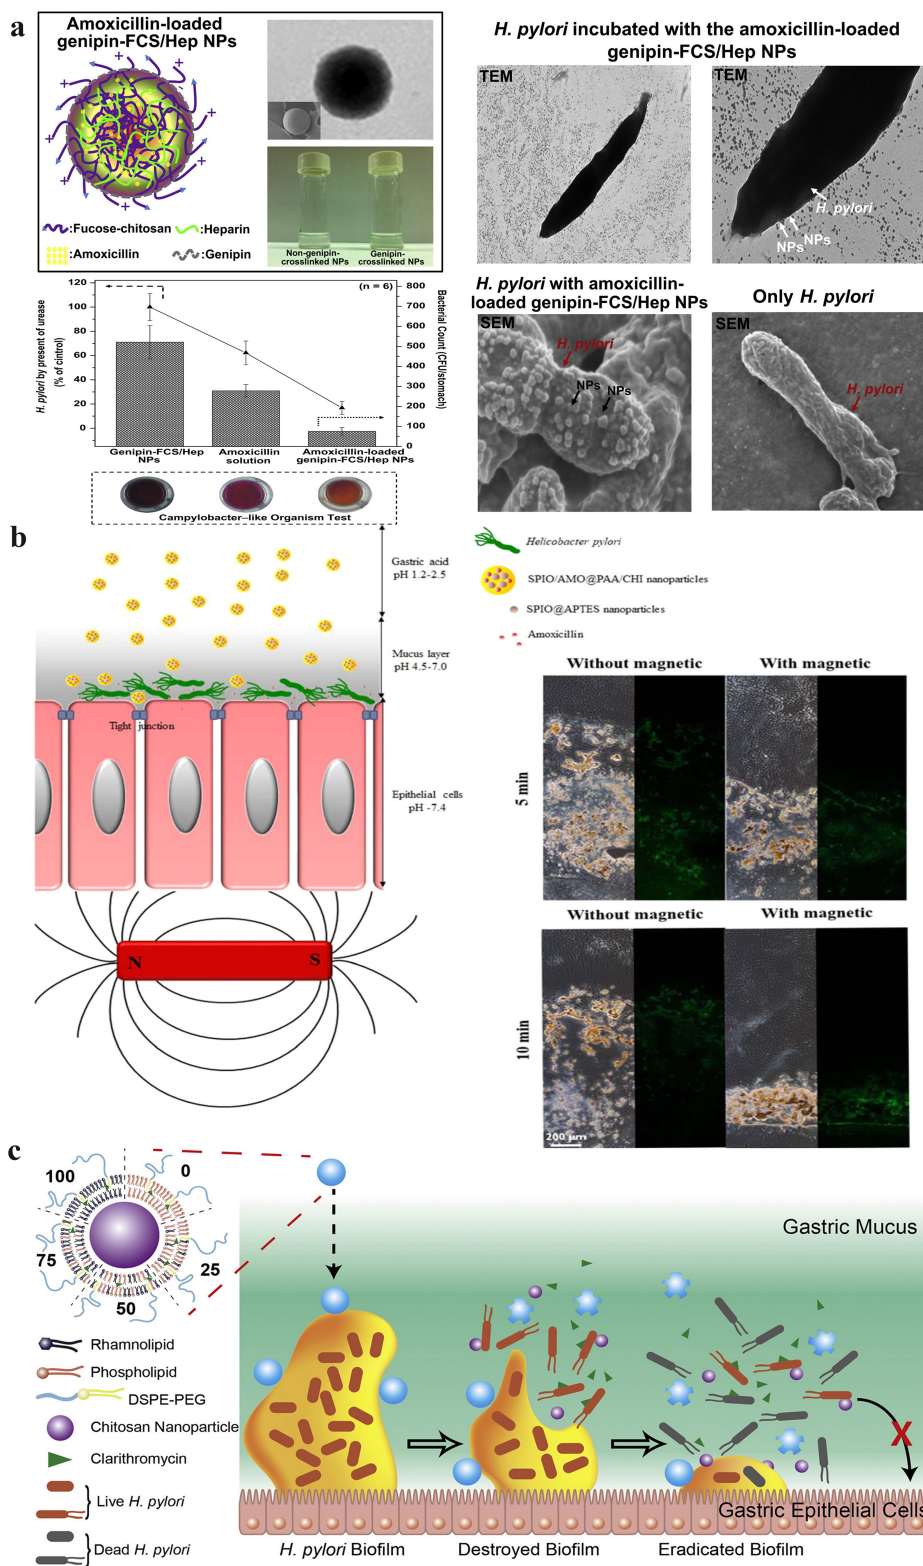 a
Amoxicillin-loaded
genipin-FCS/Hep NPs
:Fucose-chitosan
:Heparin
:Amoxicillin
:Genipin
Non-genipin-
crosslinked NPs
Genipin-
crosslinked NPs
H. pylori incubated with the amoxicillin-loaded
genipin-FCS/Hep NPs
TEM
TEM
H. pylori
NPs
NPs
H. pylori by present of urease
(% of cintrol)
120
100
80
60
40
20
0
(n = 6)
800
700
600
500
400
300
200
100
0
Bacterial Count (CFU/stomach)
Genipin-FCS/Hep
NPs
Amoxicillin
solution
Amoxicillin-loaded
genipin-FCS/Hep NPs
Campylobacter–like Organism Test
H. pylori with amoxicillin-
loaded genipin-FCS/Hep NPs
SEM
H. pylori
NPs
NPs
Only H. pylori
SEM
H. pylori
b
Gastric acid
pH 1.2-2.5
Mucus layer
pH 4.5-7.0
Tight junction
Epithelial cells
pH -7.4
N
S
Helicobacter pylori
SPIO/AMO@PAA/CHI nanoparticles
SPIO@APTES nanoparticles
Amoxicillin
Without magnetic
With magnetic
5 min
Without magnetic
With magnetic
10 min
200 μm
c
100
0
75
25
50
Rhamnolipid
Phospholipid
DSPE-PEG
Chitosan Nanoparticle
Clarithromycin
Live H. pylori
Dead H. pylori
Gastric Mucus
X
Gastric Epithelial Cells
H. pylori Biofilm
Destroyed Biofilm
Eradicated Biofilm